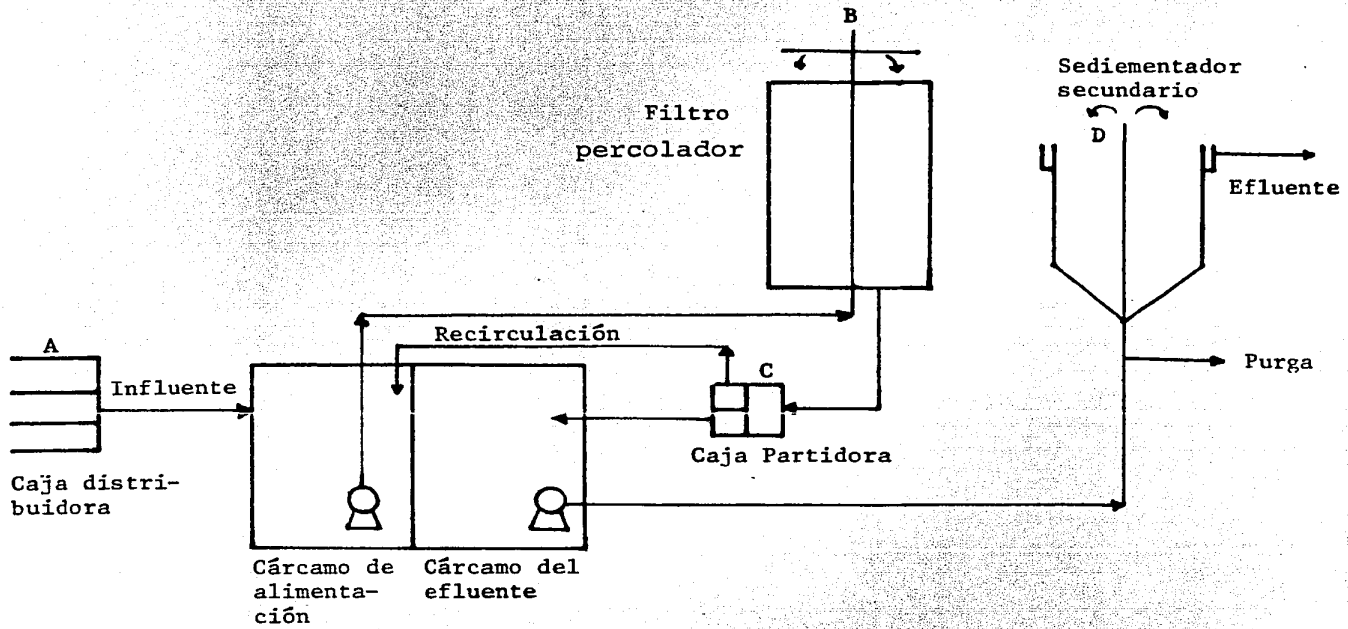 B
Sediementador
secundario
D
Filtro
percolador
Efluente
Recirculación
A
Influente
C
Purga
Caja Partidora
Caja distri-
buidora
Cárcamo de
alimenta-
ción
Cárcamo del
efluente